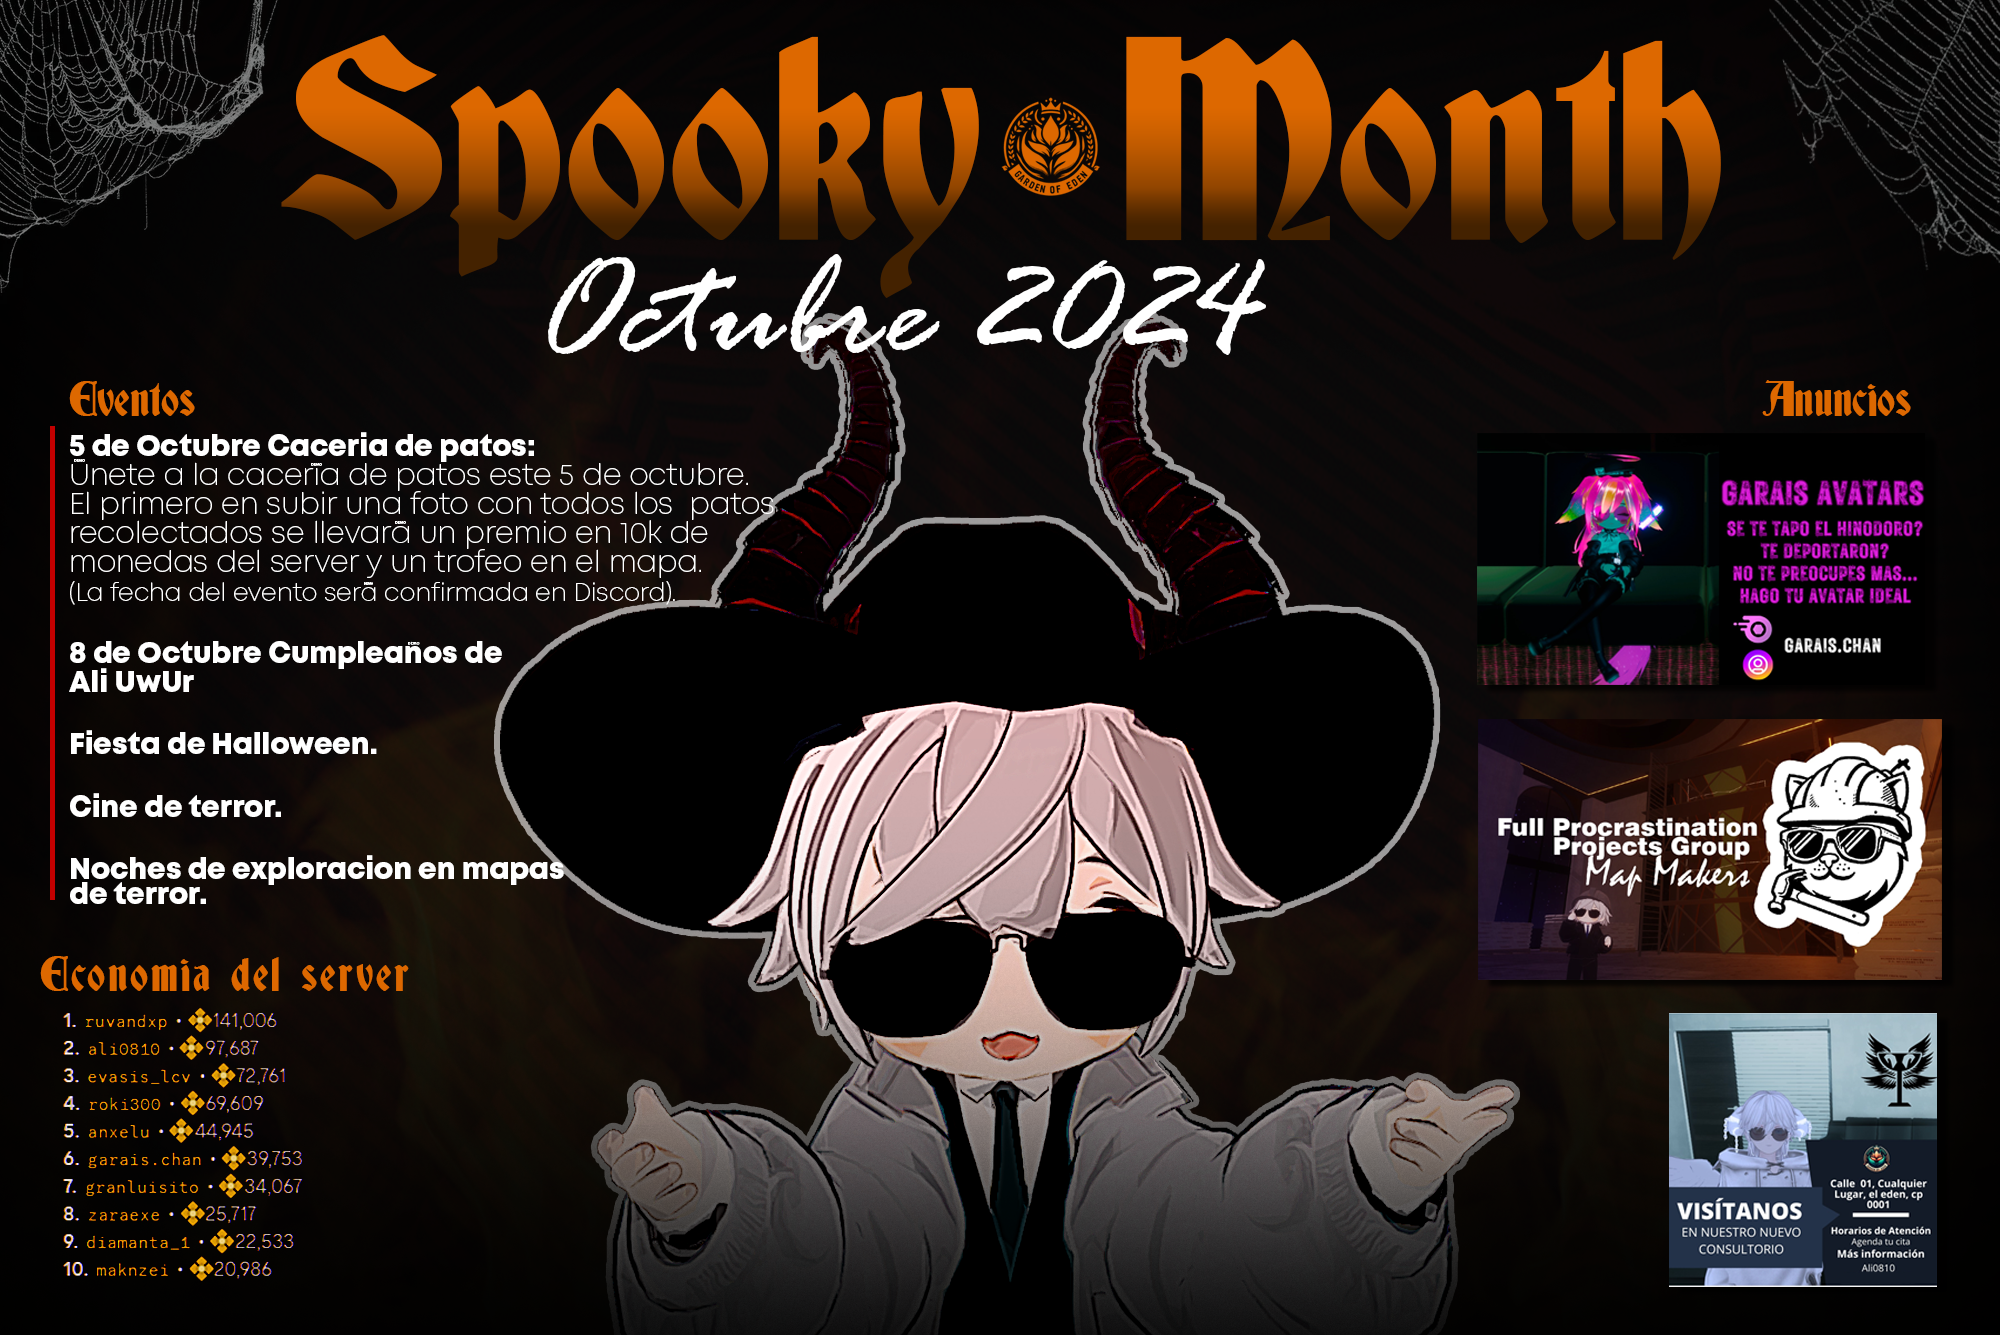 Spooky Month
GARDEN OF EDEN
Octubre 2024
Eventos
5 de Octubre Caceria de patos:
Únete a la cacería de patos este 5 de octubre.
El primero en subir una foto con todos los patos
recolectados se llevará un premio en 10k de
monedas del server y un trofeo en el mapa.
(La fecha del evento será confirmada en Discord).
8 de Octubre Cumpleaños de
Ali UwUr
Fiesta de Halloween.
Cine de terror.
Noches de exploracion en mapas
de terror.
Economia del server
1. ruvandxp • 141,006
2. ali0810 • 97,687
3. evasis_lcv • 72,761
4. roki300 • 69,609
5. anxelu • 44,945
6. garais.chan • 39,753
7. granluisito • 34,067
8. zaraexe • 25,717
9. diamanta_1 • 22,533
10. maknzei • 20,986
Anuncios
GARAIS AVATARS
SE TE TAPO EL HINODORO?
TE DEPORTARON?
NO TE PREOCUPES MAS...
HAGO TU AVATAR IDEAL
GARAIS.CHAN
Full Procrastination
Projects Group
Map Makers
VISÍTANOS
EN NUESTRO NUEVO
CONSULTORIO
Calle 01, Cualquier
Lugar, el eden, cp
0001
Horarios de Atención
Agenda tu cita
Más información
Ali0810